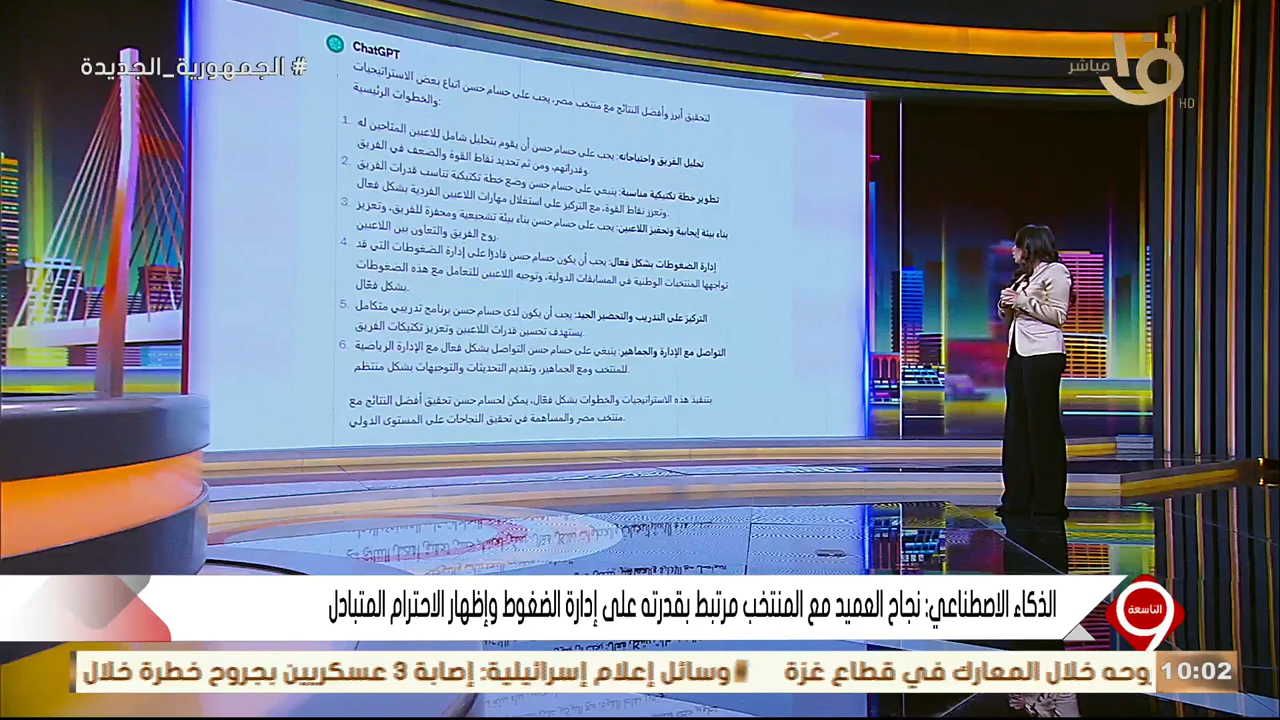 # الجمهورية_الجديدة
مباشر
HD
ChatGPT
لتحقيق أبرز وأفضل النتائج مع منتخب مصر، يجب على حسام حسن اتباع بعض الاستراتيجيات
والخطوات الرئيسية:
1. تحليل الفريق واحتياجاته: يجب على حسام حسن أن يقوم بتحليل شامل للاعبين المتاحين له
وقدراتهم، ومن ثم تحديد نقاط القوة والضعف في الفريق.
2. تطوير خطة تكتيكية مناسبة: ينبغي على حسام حسن وضع خطة تكتيكية تناسب قدرات الفريق
وتعزز نقاط القوة، مع التركيز على استغلال مهارات اللاعبين الفردية بشكل فعال.
3. بناء بيئة إيجابية وتحفيز اللاعبين: يجب على حسام حسن بناء بيئة تشجيعية ومحفزة للفريق، وتعزيز
روح الفريق والتعاون بين اللاعبين.
4. إدارة الضغوطات بشكل فعال: يجب أن يكون حسام حسن قادرًا على إدارة الضغوطات التي قد
تواجهها المنتخبات الوطنية في المسابقات الدولية، وتوجيه اللاعبين للتعامل مع هذه الضغوطات
بشكل فعّال.
5. التركيز على التدريب والتحضير الجيد: يجب أن يكون لدى حسام حسن برنامج تدريبي متكامل
يستهدف تحسين قدرات اللاعبين وتعزيز تكتيكات الفريق.
6. التواصل مع الإدارة والجماهير: ينبغي على حسام حسن التواصل بشكل فعال مع الإدارة الرياضية
للمنتخب ومع الجماهير، وتقديم التحديثات والتوجيهات بشكل منتظم.
بتنفيذ هذه الاستراتيجيات والخطوات بشكل فعّال، يمكن لحسام حسن تحقيق أفضل النتائج مع
منتخب مصر والمساهمة في تحقيق النجاحات على المستوى الدولي.
التاسعة
9
الذكاء الاصطناعي: نجاح العميد مع المنتخب مرتبط بقدرته على إدارة الضغوط وإظهار الاحترام المتبادل
10:02
وحه خلال المعارك في قطاع غزة
وسائل إعلام إسرائيلية: إصابة 3 عسكريين بجروح خطرة خلال